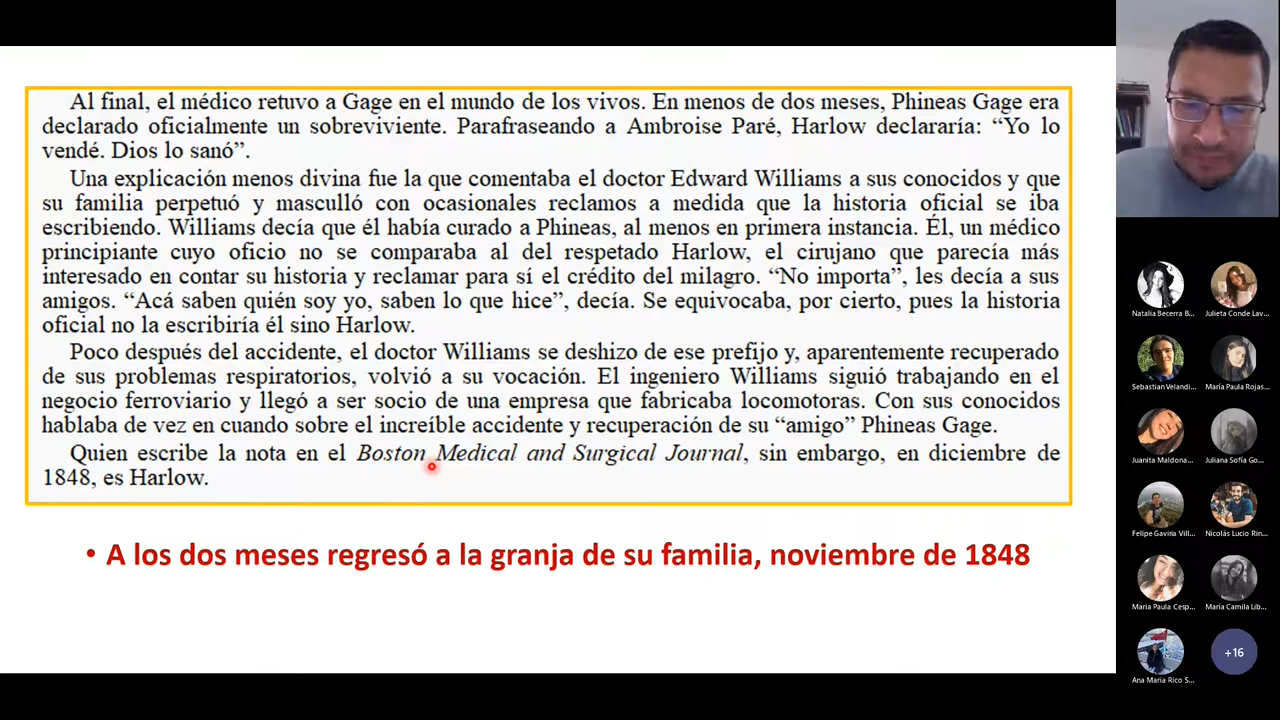 Al final, el médico retuvo a Gage en el mundo de los vivos. En menos de dos meses, Phineas Gage era
declarado oficialmente un sobreviviente. Parafraseando a Ambroise Paré, Harlow declararía: “Yo lo
vendé. Dios lo sanó”.
Una explicación menos divina fue la que comentaba el doctor Edward Williams a sus conocidos y que
su familia perpetuó y masculló con ocasionales reclamos a medida que la historia oficial se iba
escribiendo. Williams decía que él había curado a Phineas, al menos en primera instancia. Él, un médico
principiante cuyo oficio no se comparaba al del respetado Harlow, el cirujano que parecía más
interesado en contar su historia y reclamar para sí el crédito del milagro. “No importa”, les decía a sus
amigos. “Acá saben quién soy yo, saben lo que hice”, decía. Se equivocaba, por cierto, pues la historia
oficial no la escribiría él sino Harlow.
Poco después del accidente, el doctor Williams se deshizo de ese prefijo y, aparentemente recuperado
de sus problemas respiratorios, volvió a su vocación. El ingeniero Williams siguió trabajando en el
negocio ferroviario y llegó a ser socio de una empresa que fabricaba locomotoras. Con sus conocidos
hablaba de vez en cuando sobre el increíble accidente y recuperación de su “amigo” Phineas Gage.
Quien escribe la nota en el Boston Medical and Surgical Journal, sin embargo, en diciembre de
1848, es Harlow.
• A los dos meses regresó a la granja de su familia, noviembre de 1848
Natalia Becerra B...
Julieta Conde Lav...
Sebastian Velandi...
María Paula Rojas...
Juanita Maldona...
Juliana Sofía Go...
Felipe Gaviria Vill...
Nicolás Lucio Rin...
Maria Paula Cesp...
María Camila Lib...
Ana Maria Rico S...
+16